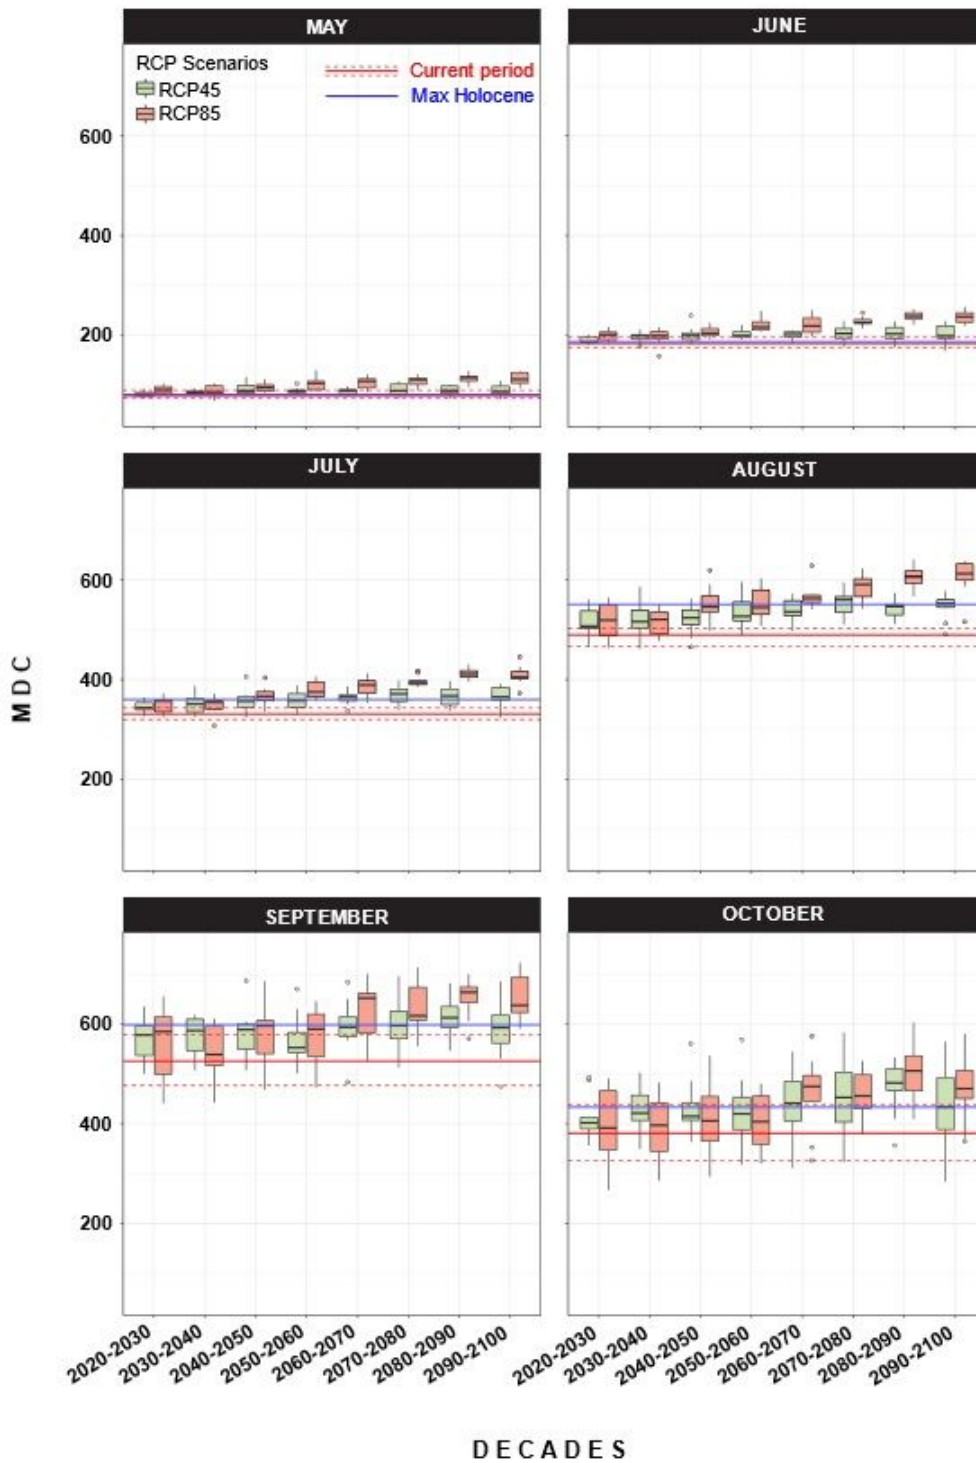 MAY
JUNE
RCP Scenarios
RCP45
RCP85
Current period
Max Holocene
600
400
200
JULY
AUGUST
600
400
200
MDC
SEPTEMBER
OCTOBER
600
400
200
2020-2030
2030-2040
2040-2050
2050-2060
2060-2070
2070-2080
2080-2090
2090-2100
2020-2030
2030-2040
2040-2050
2050-2060
2060-2070
2070-2080
2080-2090
2090-2100
DECADES